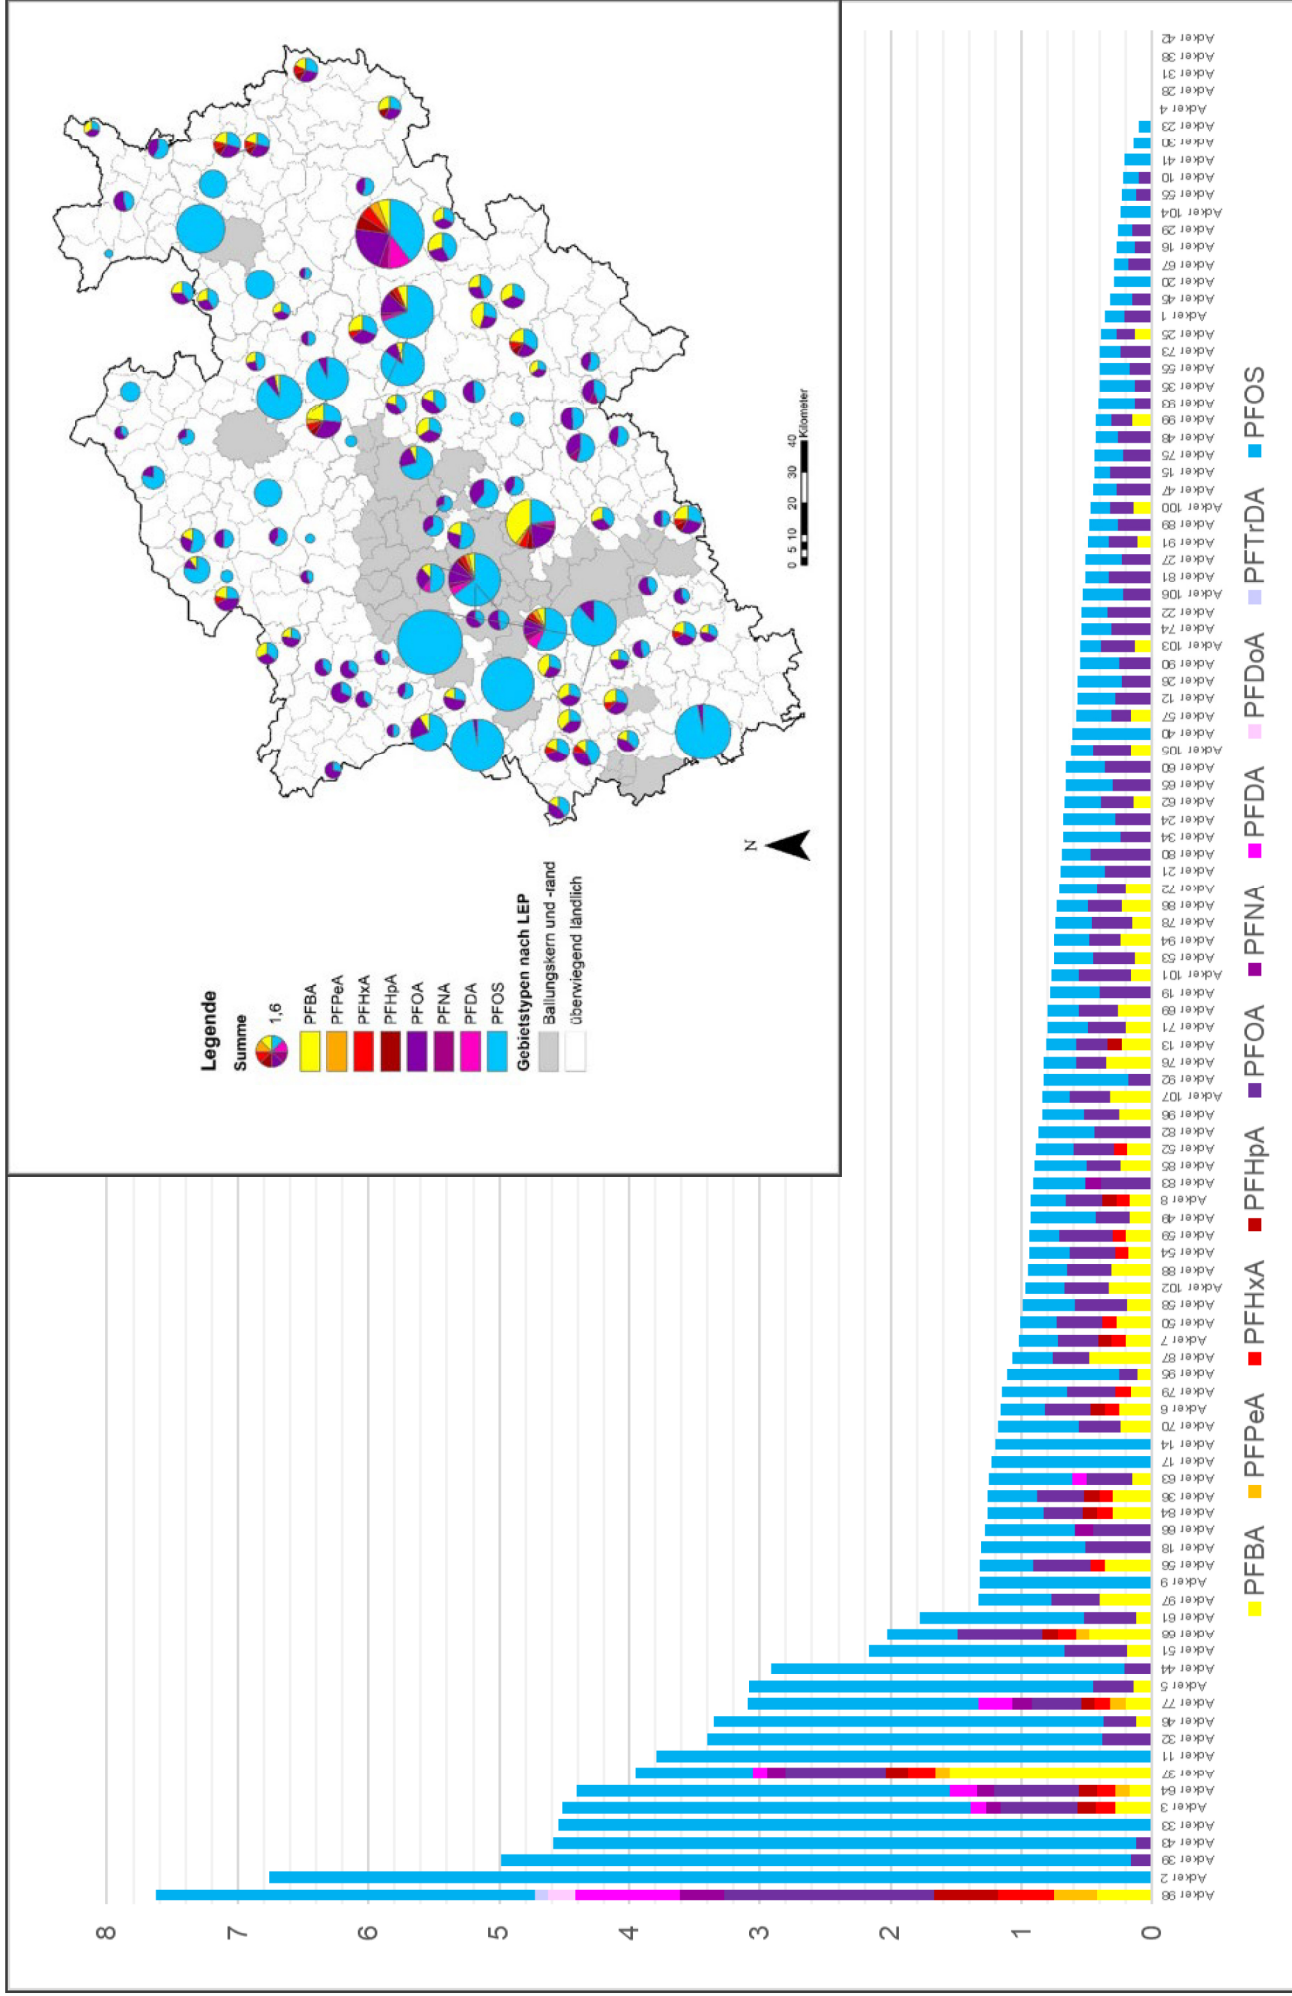 Legende
Summe
1,6
PFBA
PFPeA
PFHxA
PFHpA
PFOA
PFNA
PFDA
PFOS
Gebietstypen nach LEP
Ballungskern und -rand
überwiegend ländlich
N
0 5 10 20 30 40
Kilometer
8
7
6
5
4
3
2
1
0
Acker 98
Acker 2
Acker 39
Acker 43
Acker 33
Acker 3
Acker 64
Acker 37
Acker 11
Acker 32
Acker 46
Acker 77
Acker 5
Acker 44
Acker 51
Acker 68
Acker 61
Acker 97
Acker 9
Acker 56
Acker 18
Acker 66
Acker 84
Acker 36
Acker 63
Acker 17
Acker 14
Acker 70
Acker 6
Acker 79
Acker 95
Acker 87
Acker 7
Acker 50
Acker 58
Acker 102
Acker 88
Acker 54
Acker 59
Acker 49
Acker 8
Acker 83
Acker 85
Acker 52
Acker 82
Acker 96
Acker 107
Acker 92
Acker 76
Acker 13
Acker 71
Acker 69
Acker 19
Acker 101
Acker 53
Acker 94
Acker 78
Acker 86
Acker 72
Acker 21
Acker 80
Acker 34
Acker 24
Acker 62
Acker 65
Acker 60
Acker 105
Acker 40
Acker 57
Acker 12
Acker 26
Acker 90
Acker 103
Acker 74
Acker 22
Acker 106
Acker 81
Acker 27
Acker 91
Acker 89
Acker 100
Acker 47
Acker 15
Acker 75
Acker 48
Acker 99
Acker 93
Acker 35
Acker 55
Acker 73
Acker 25
Acker 1
Acker 45
Acker 20
Acker 67
Acker 16
Acker 29
Acker 104
Acker 55
Acker 10
Acker 41
Acker 30
Acker 23
Acker 4
Acker 28
Acker 31
Acker 38
Acker 42
PFBA PFPeA PFHxA PFHpA PFOA PFNA PFDA PFDoA PFTrDA PFOS